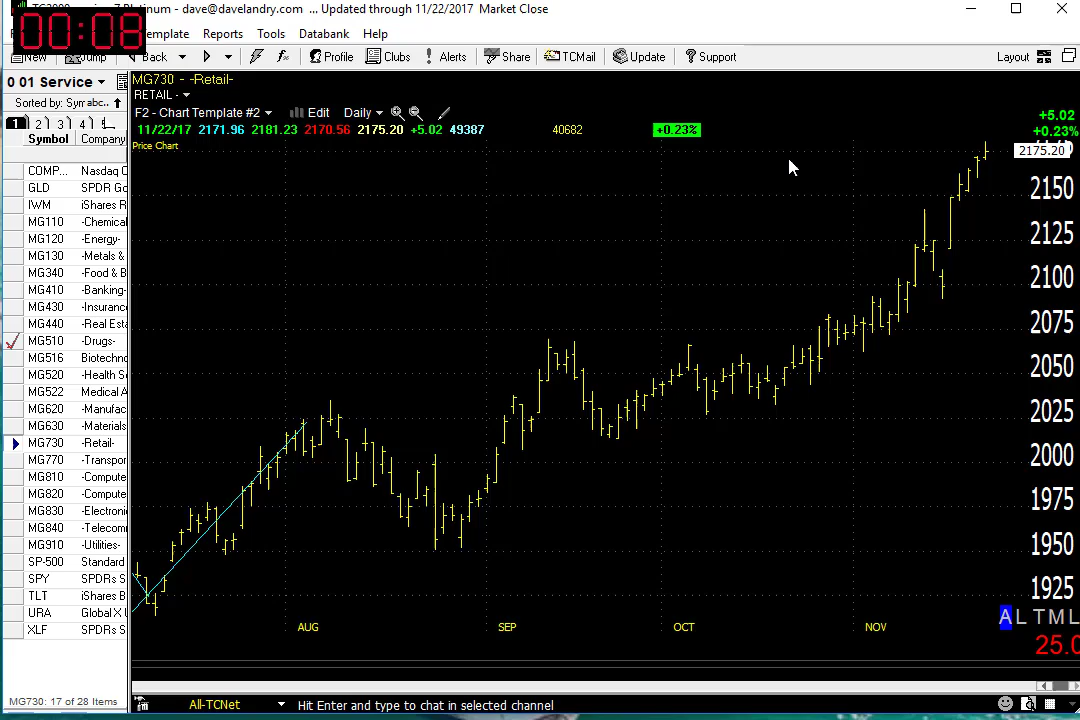 Platinum - dave@davelandry.com ... Updated through 11/22/2017 Market Close
00:08
Reports Tools Databank Help
New Jump Back Profile Clubs Alerts Share TCMail Update Support Layout
0 01 Service
MG730 - -Retail-
RETAIL -
Sorted by: Symabc..
F2 - Chart Template #2 Edit Daily
1 2 3 4
11/22/17 2171.96 2181.23 2170.56 2175.20 +5.02 49387 40682 +0.23%
+5.02
+0.23%
Symbol Company
Price Chart
2175.20
COMP... Nasdaq C
GLD SPDR Go
IWM iShares R
MG110 -Chemical
MG120 -Energy-
MG130 -Metals &
MG340 -Food & B
MG410 -Banking-
MG430 -Insuranc
MG440 -Real Esta
MG510 -Drugs-
MG516 Biotechno
MG520 -Health S
MG522 Medical A
MG620 -Manufac
MG630 -Materials
MG730 -Retail-
MG770 -Transpor
MG810 -Compute
MG820 -Compute
MG830 -Electroni
MG840 -Telecomm
MG910 -Utilities-
SP-500 Standard
SPY SPDRs S
TLT iShares B
URA Global X U
XLF SPDRs S
2150
2125
2100
2075
2050
2025
2000
1975
1950
1925
A L T M L
AUG SEP OCT NOV
25.0
MG730: 17 of 28 Items
All-TCNet Hit Enter and type to chat in selected channel